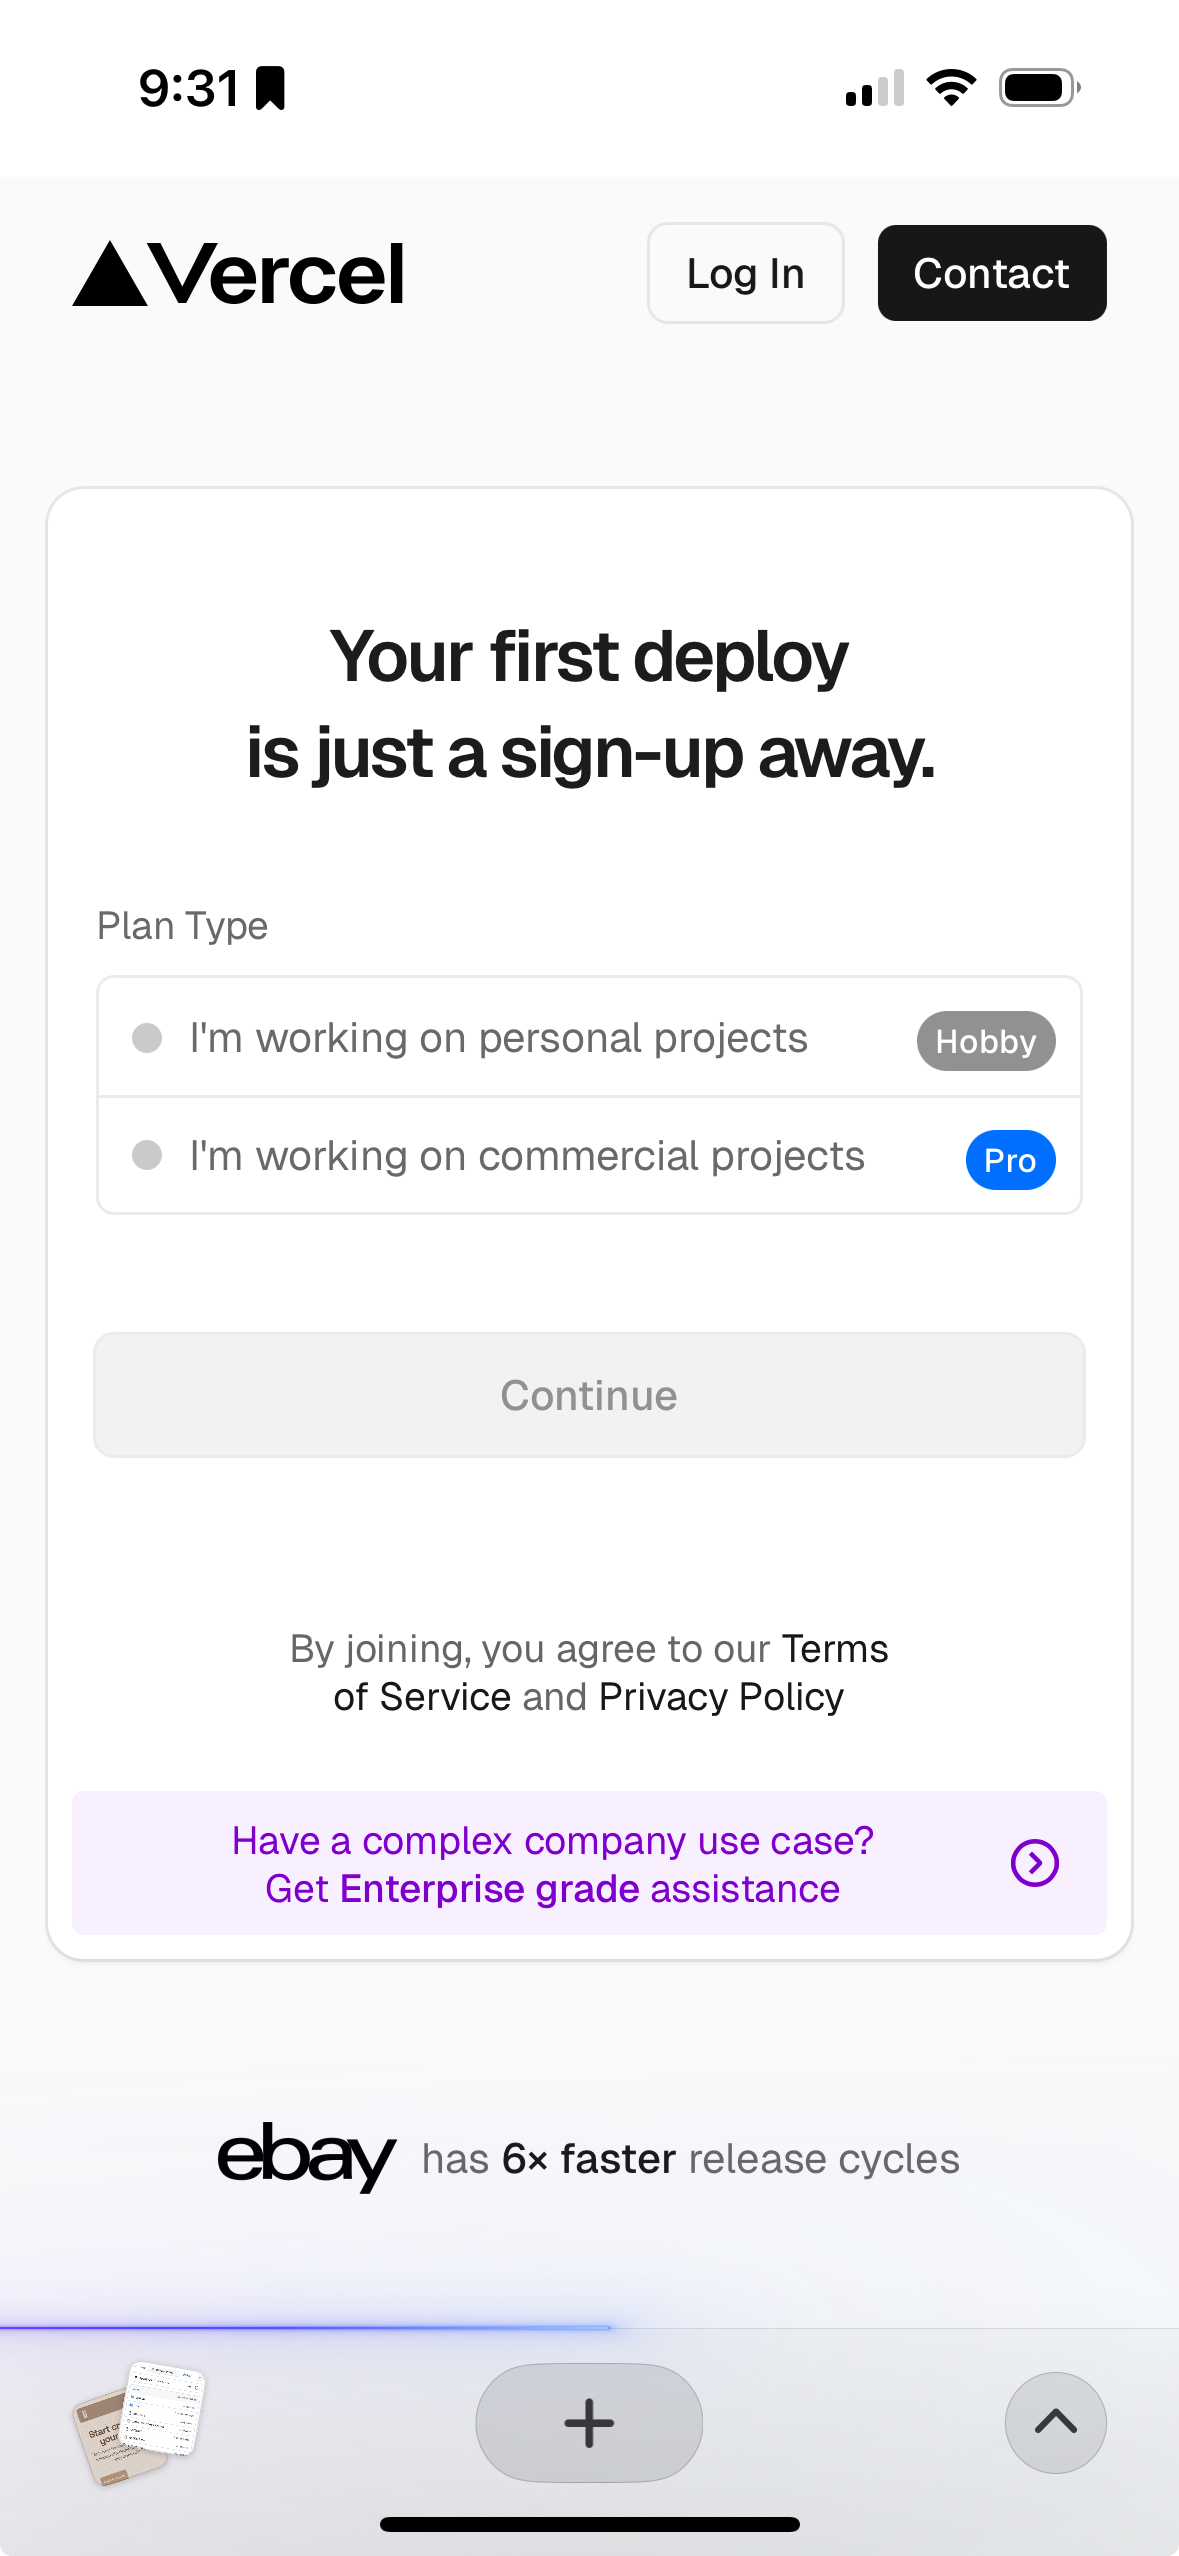 9:31
Vercel
Log In
Contact
Your first deploy
is just a sign-up away.
Plan Type
I'm working on personal projects
Hobby
I'm working on commercial projects
Pro
Continue
By joining, you agree to our Terms
of Service and Privacy Policy
Have a complex company use case?
Get Enterprise grade assistance
ebay has 6× faster release cycles